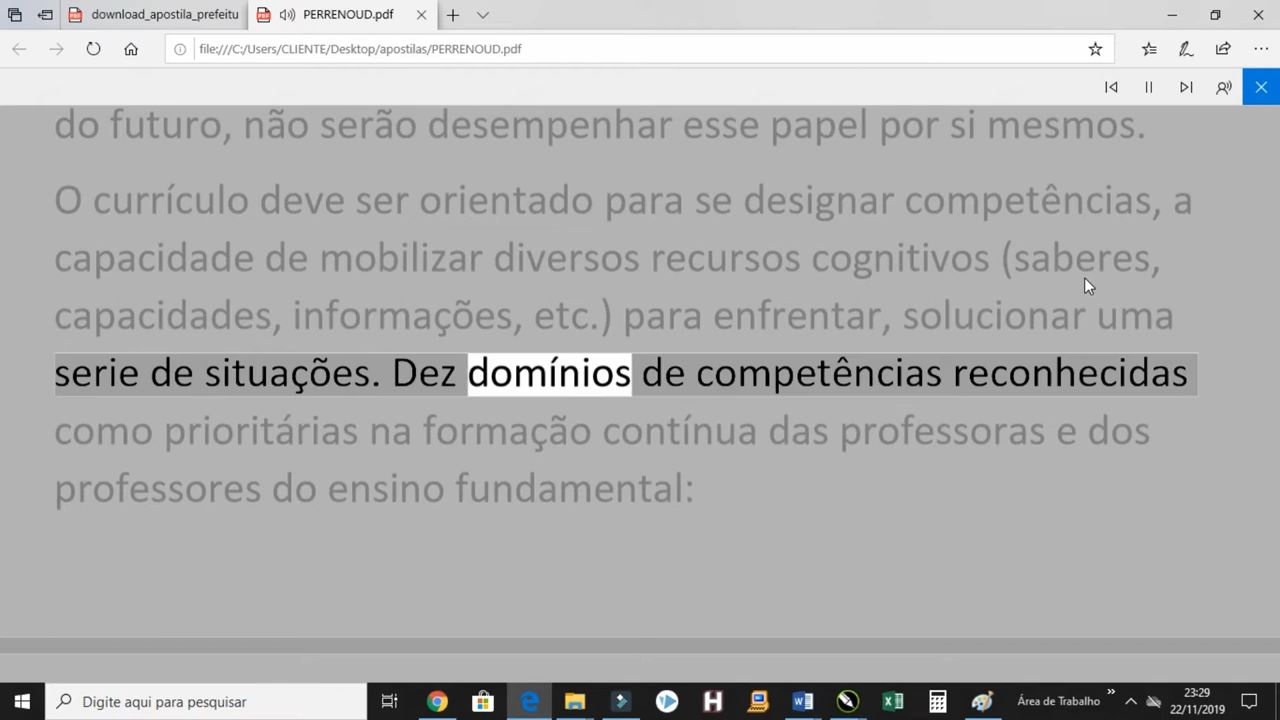 download_apostila_prefeitu
PERRENOUD.pdf
file:///C:/Users/CLIENTE/Desktop/apostilas/PERRENOUD.pdf
do futuro, não serão desempenhar esse papel por si mesmos.
O currículo deve ser orientado para se designar competências, a
capacidade de mobilizar diversos recursos cognitivos (saberes,
capacidades, informações, etc.) para enfrentar, solucionar uma
serie de situações. Dez domínios de competências reconhecidas
como prioritárias na formação contínua das professoras e dos
professores do ensino fundamental:
Digite aqui para pesquisar
Área de Trabalho
23:29
22/11/2019